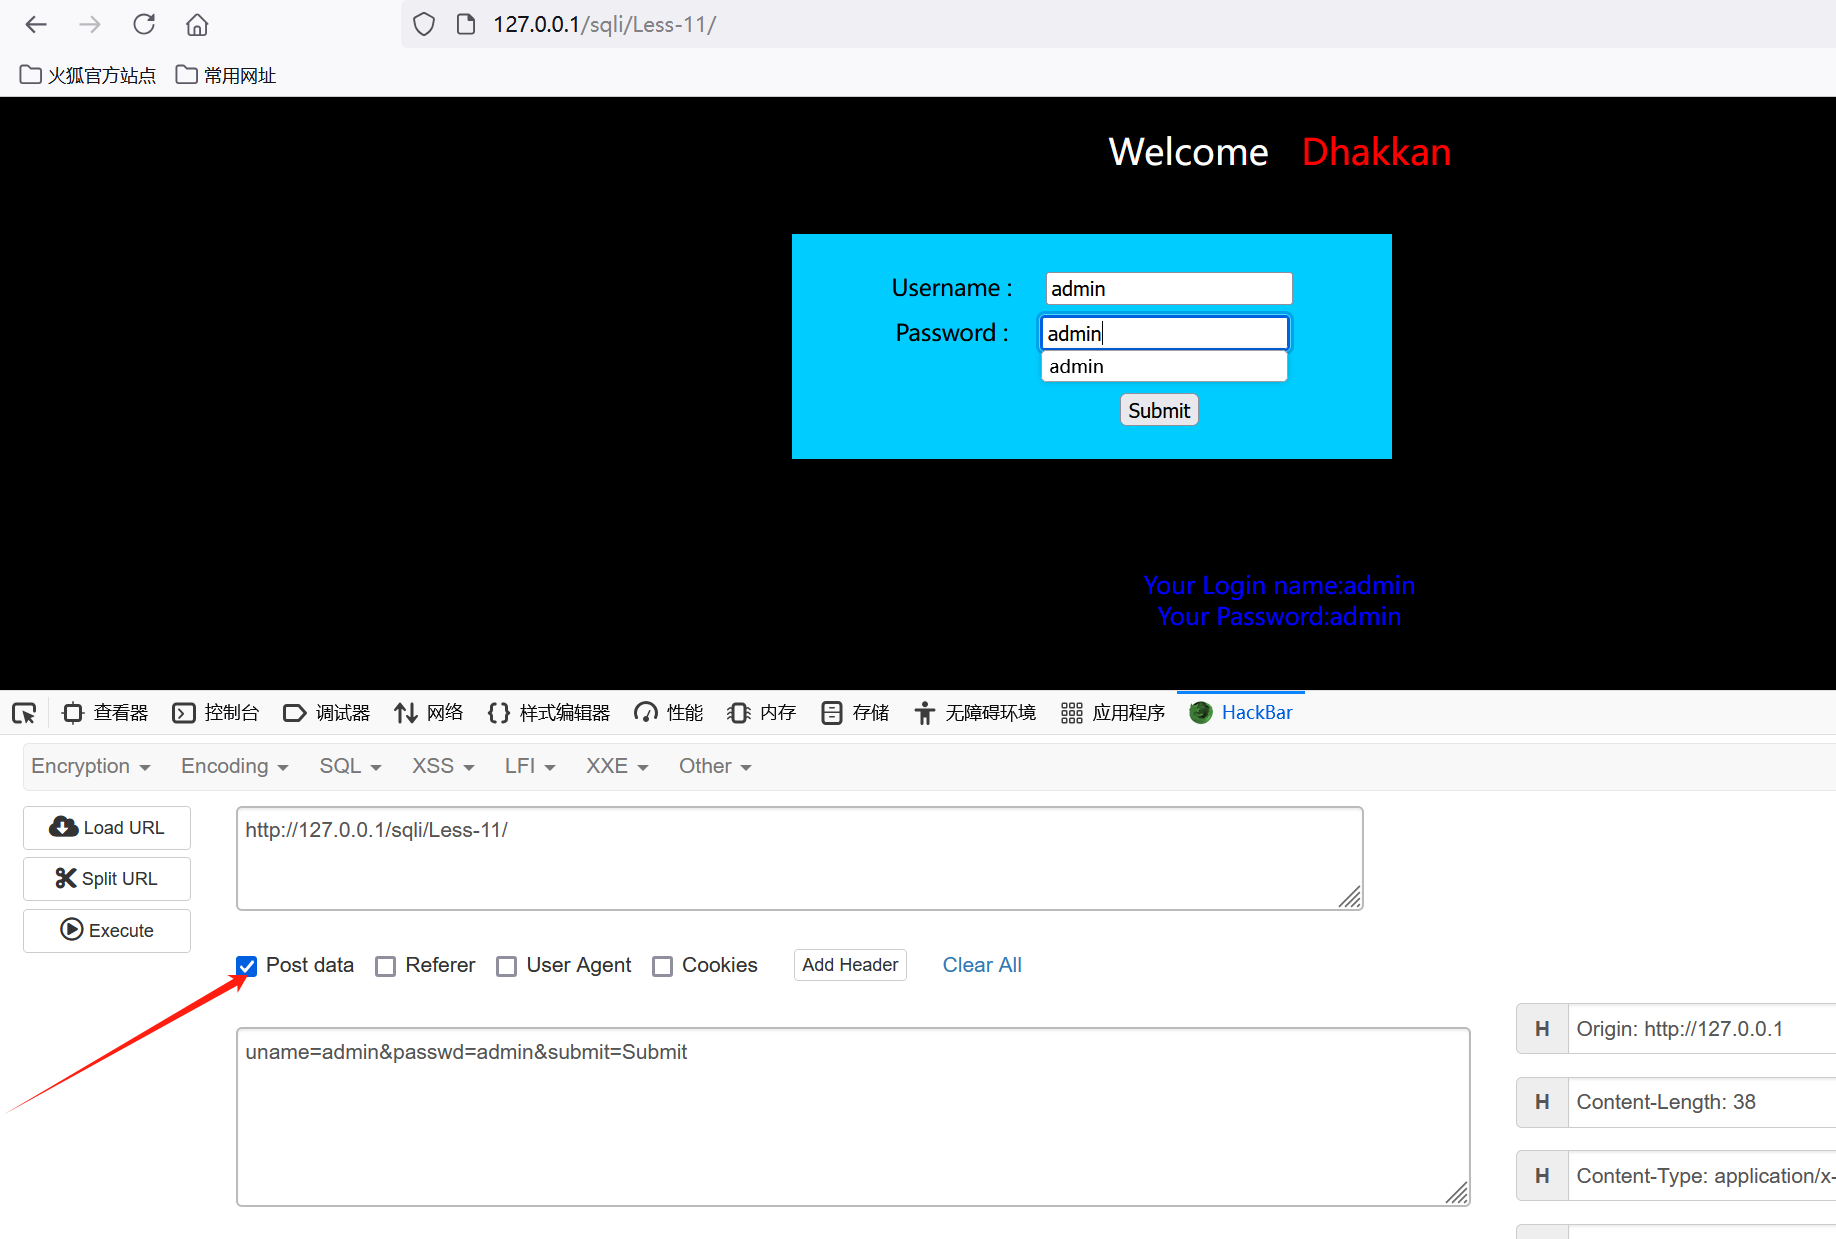 127.0.0.1/sqli/Less-11/
火狐官方站点 常用网址
Welcome Dhakkan
Username : admin
Password : admin
admin
Submit
Your Login name:admin
Your Password:admin
查看器 控制台 调试器 网络 样式编辑器 性能 内存 存储 无障碍环境 应用程序 HackBar
Encryption Encoding SQL XSS LFI XXE Other
Load URL
http://127.0.0.1/sqli/Less-11/
Split URL
Execute
Post data Referer User Agent Cookies Add Header Clear All
uname=admin&passwd=admin&submit=Submit
H Origin: http://127.0.0.1
H Content-Length: 38
H Content-Type: application/x-